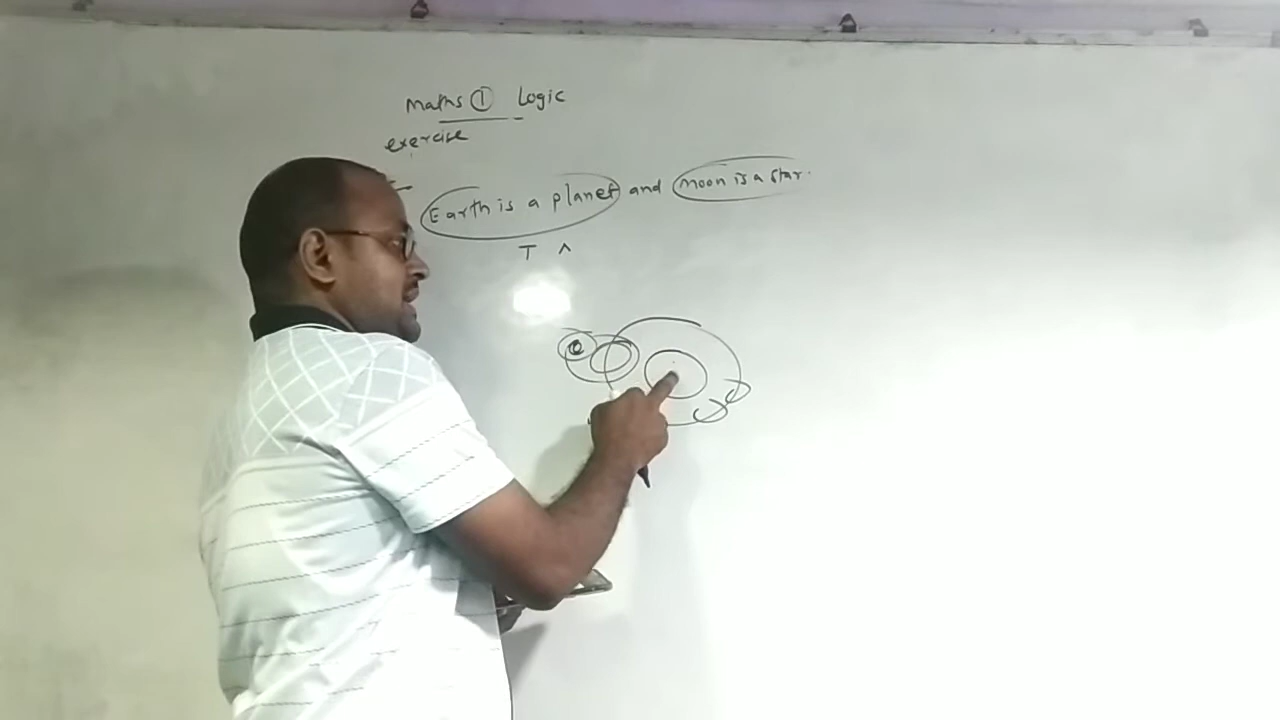 Maths ① Logic
exercise
Earth is a planet and Moon is a star.
T ∧